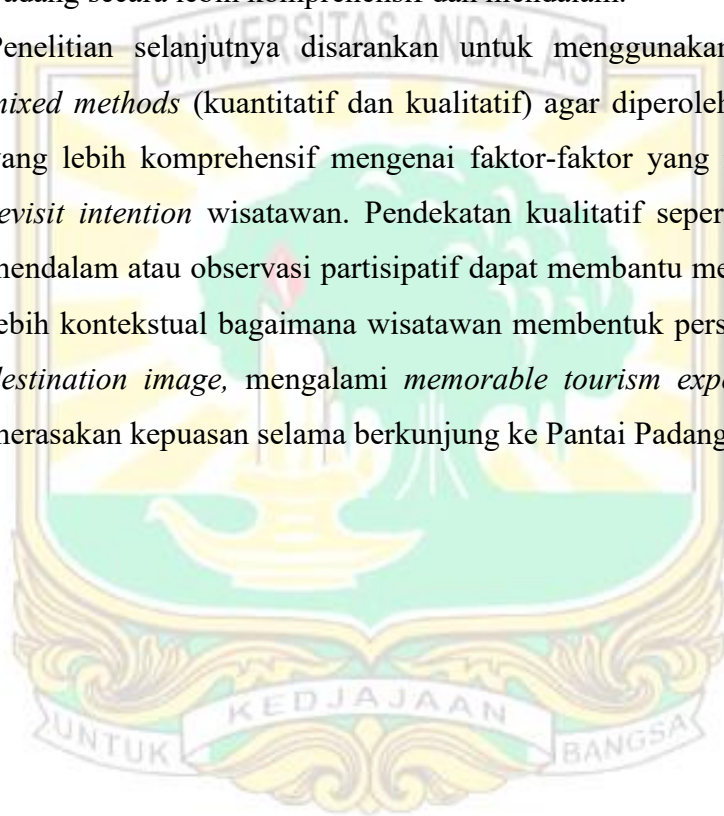 Padang secara lebih komprehensif dan mendalam.
UNIVERSITAS ANDALAS
Penelitian selanjutnya disarankan untuk menggunakan
mixed methods (kuantitatif dan kualitatif) agar diperoleh
yang lebih komprehensif mengenai faktor-faktor yang
revisit intention wisatawan. Pendekatan kualitatif seper
mendalam atau observasi partisipatif dapat membantu me
lebih kontekstual bagaimana wisatawan membentuk pers
destination image, mengalami memorable tourism expe
merasakan kepuasan selama berkunjung ke Pantai Padang
UNTUK KEDJAJAAN BANGSA